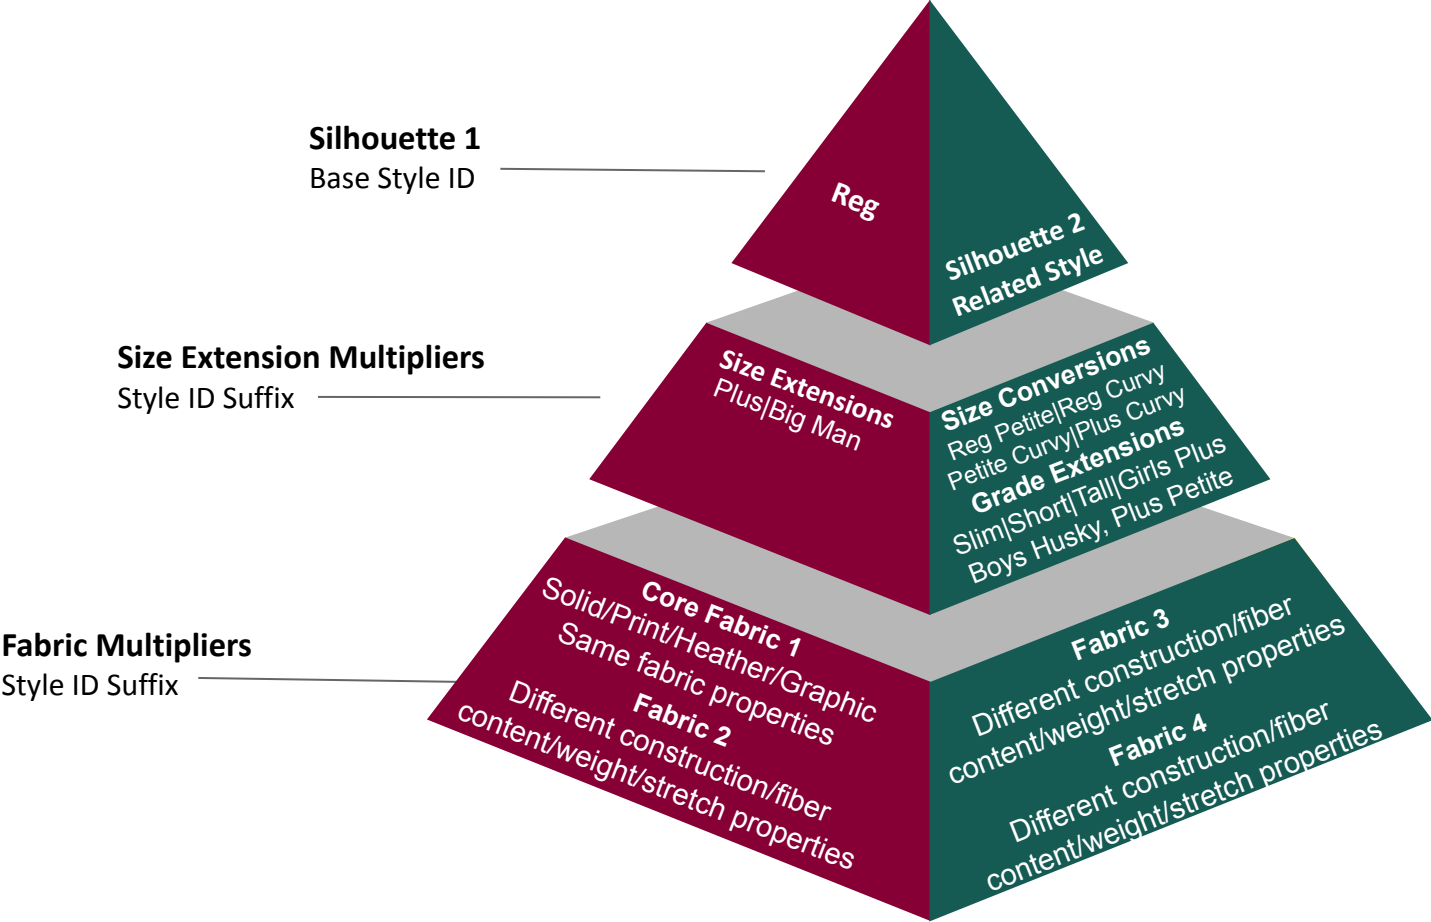 Silhouette 1
Base Style ID
Reg
Silhouette 2
Related Style
Size Extension Multipliers
Style ID Suffix
Size Extensions
Plus|Big Man
Size Conversions
Reg Petite|Reg Curvy
Petite Curvy|Plus Curvy
Grade Extensions
Slim|Short|Tall|Girls Plus
Boys Husky, Plus Petite
Fabric Multipliers
Style ID Suffix
Core Fabric 1
Solid/Print/Heather/Graphic
Same fabric properties
Fabric 2
Different construction/fiber
content/weight/stretch properties
Fabric 3
Different construction/fiber
content/weight/stretch properties
Fabric 4
Different construction/fiber
content/weight/stretch properties